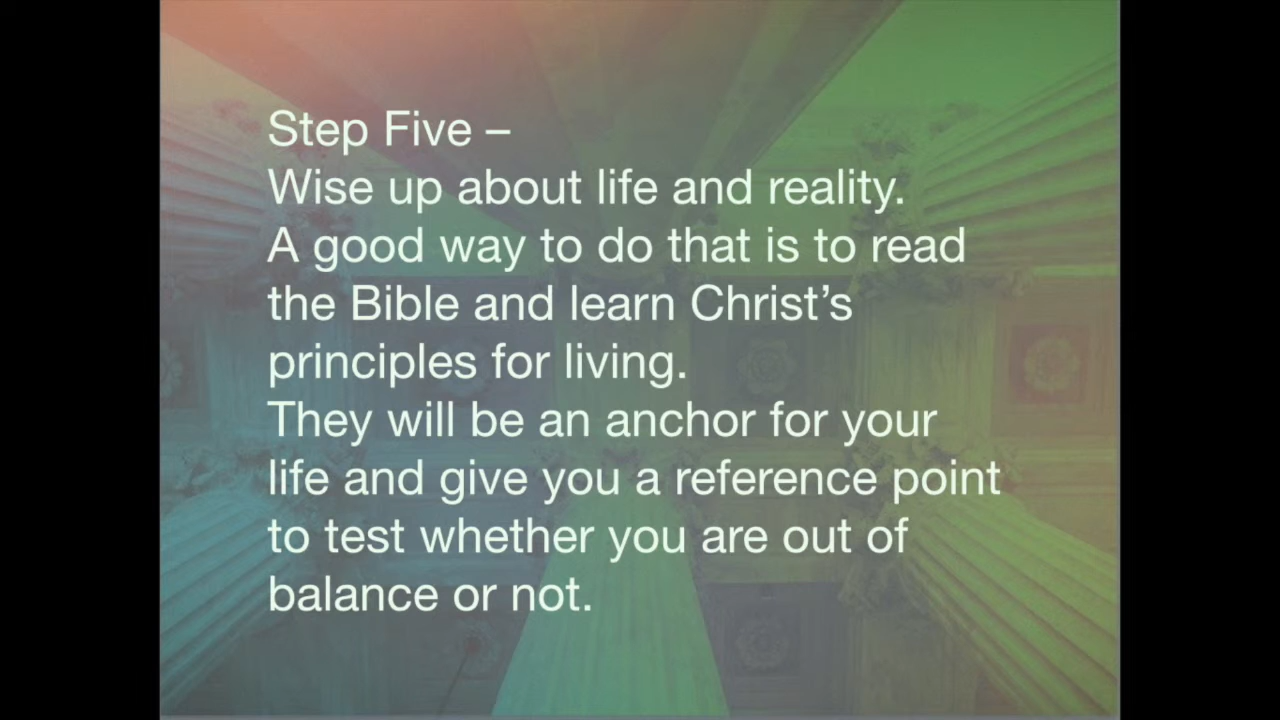 Step Five –
Wise up about life and reality.
A good way to do that is to read
the Bible and learn Christ’s
principles for living.
They will be an anchor for your
life and give you a reference point
to test whether you are out of
balance or not.